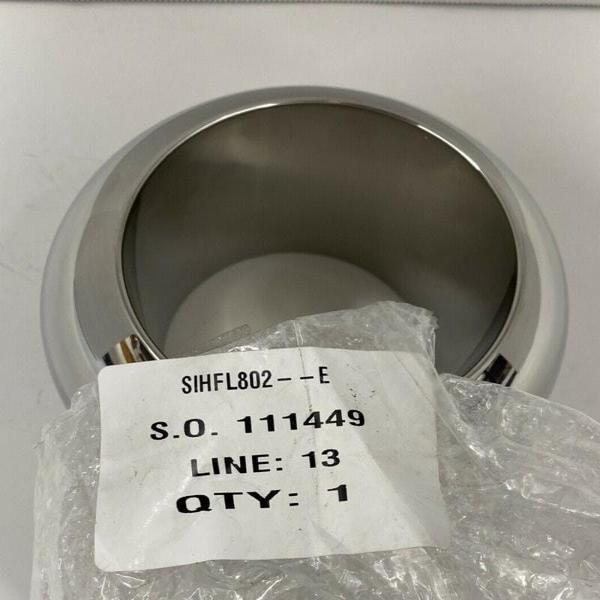 SIHFL802--E
S.O. 111449
LINE: 13
QTY: 1